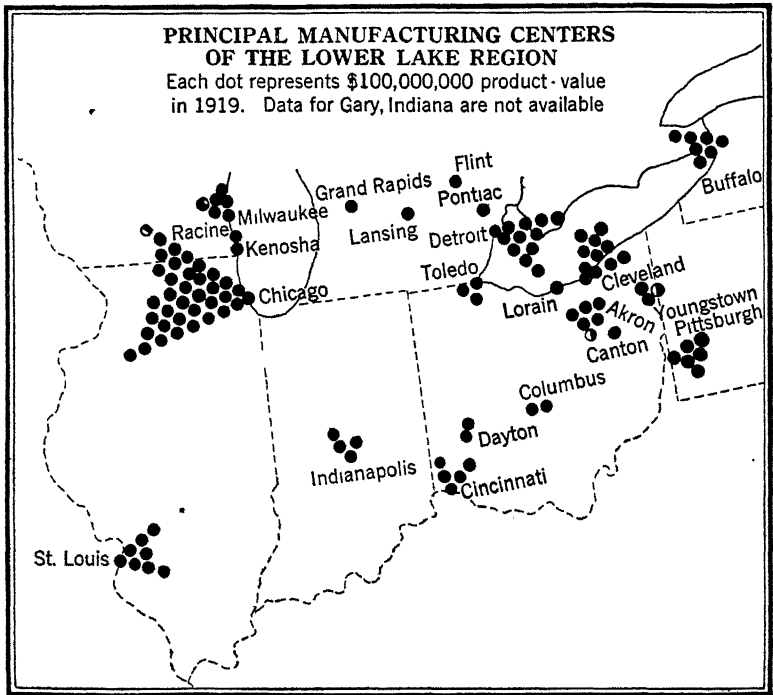 PRINCIPAL MANUFACTURING CENTERS
OF THE LOWER LAKE REGION
Each dot represents $100,000,000 product-value
in 1919. Data for Gary, Indiana are not available
Flint
Grand Rapids
Pontiac
Buffalo
Milwaukee
Racine
Lansing
Detroit
Kenosha
Toledo
Cleveland
Chicago
Lorain
Akron
Youngstown
Pittsburgh
Canton
Columbus
Dayton
Indianapolis
Cincinnati
St. Louis